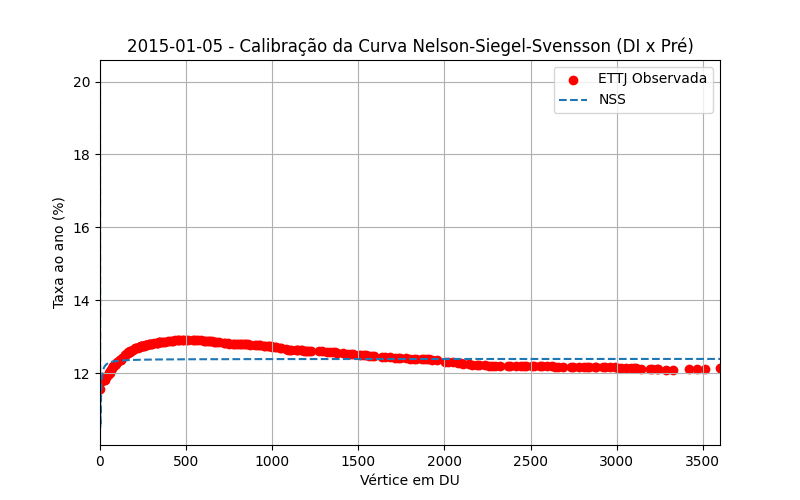 2015-01-05 - Calibração da Curva Nelson-Siegel-Svensson (DI x Pré)
ETTJ Observada
NSS
Taxa ao ano (%)
20
18
16
14
12
0 500 1000 1500 2000 2500 3000 3500
Vértice em DU